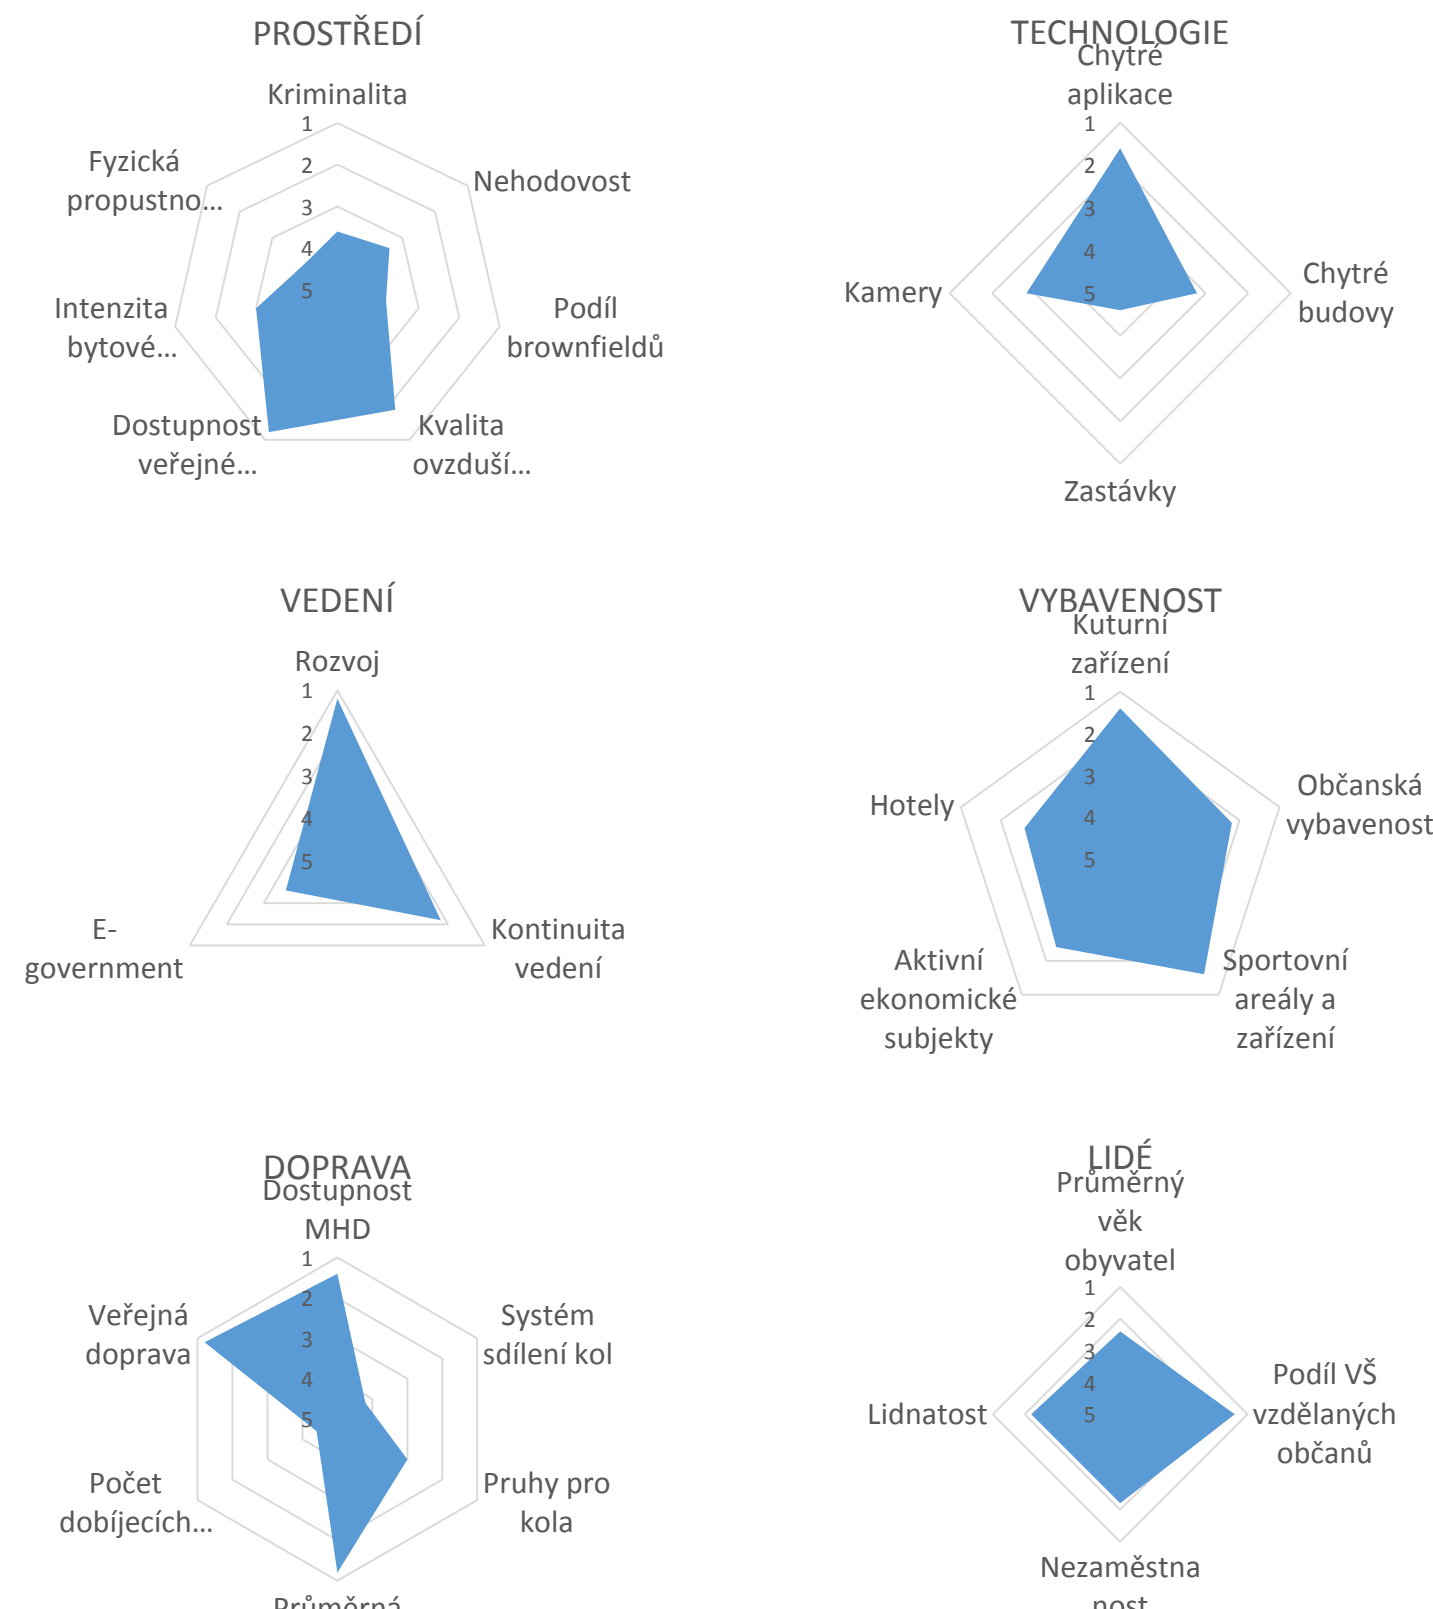 PROSTŘEDÍ
Kriminalita
Nehodovost
Podíl
brownfieldů
Kvalita
ovzduší...
Dostupnost
veřejné...
Intenzita
bytové...
Fyzická
propustno...
1
2
3
4
5
TECHNOLOGIE
Chytré
aplikace
Chytré
budovy
Zastávky
Kamery
1
2
3
4
5
VEDENÍ
Rozvoj
Kontinuita
vedení
E-
government
1
2
3
4
5
VYBAVENOST
Kuturní
zařízení
Občanská
vybavenost
Sportovní
areály a
zařízení
Aktivní
ekonomické
subjekty
Hotely
1
2
3
4
5
DOPRAVA
Dostupnost
MHD
Systém
sdílení kol
Pruhy pro
kola
Průměrná
Počet
dobíjecích...
Veřejná
doprava
1
2
3
4
5
LIDÉ
Průměrný
věk
obyvatel
Podíl VŠ
vzdělaných
občanů
Nezaměstna
nost
Lidnatost
1
2
3
4
5